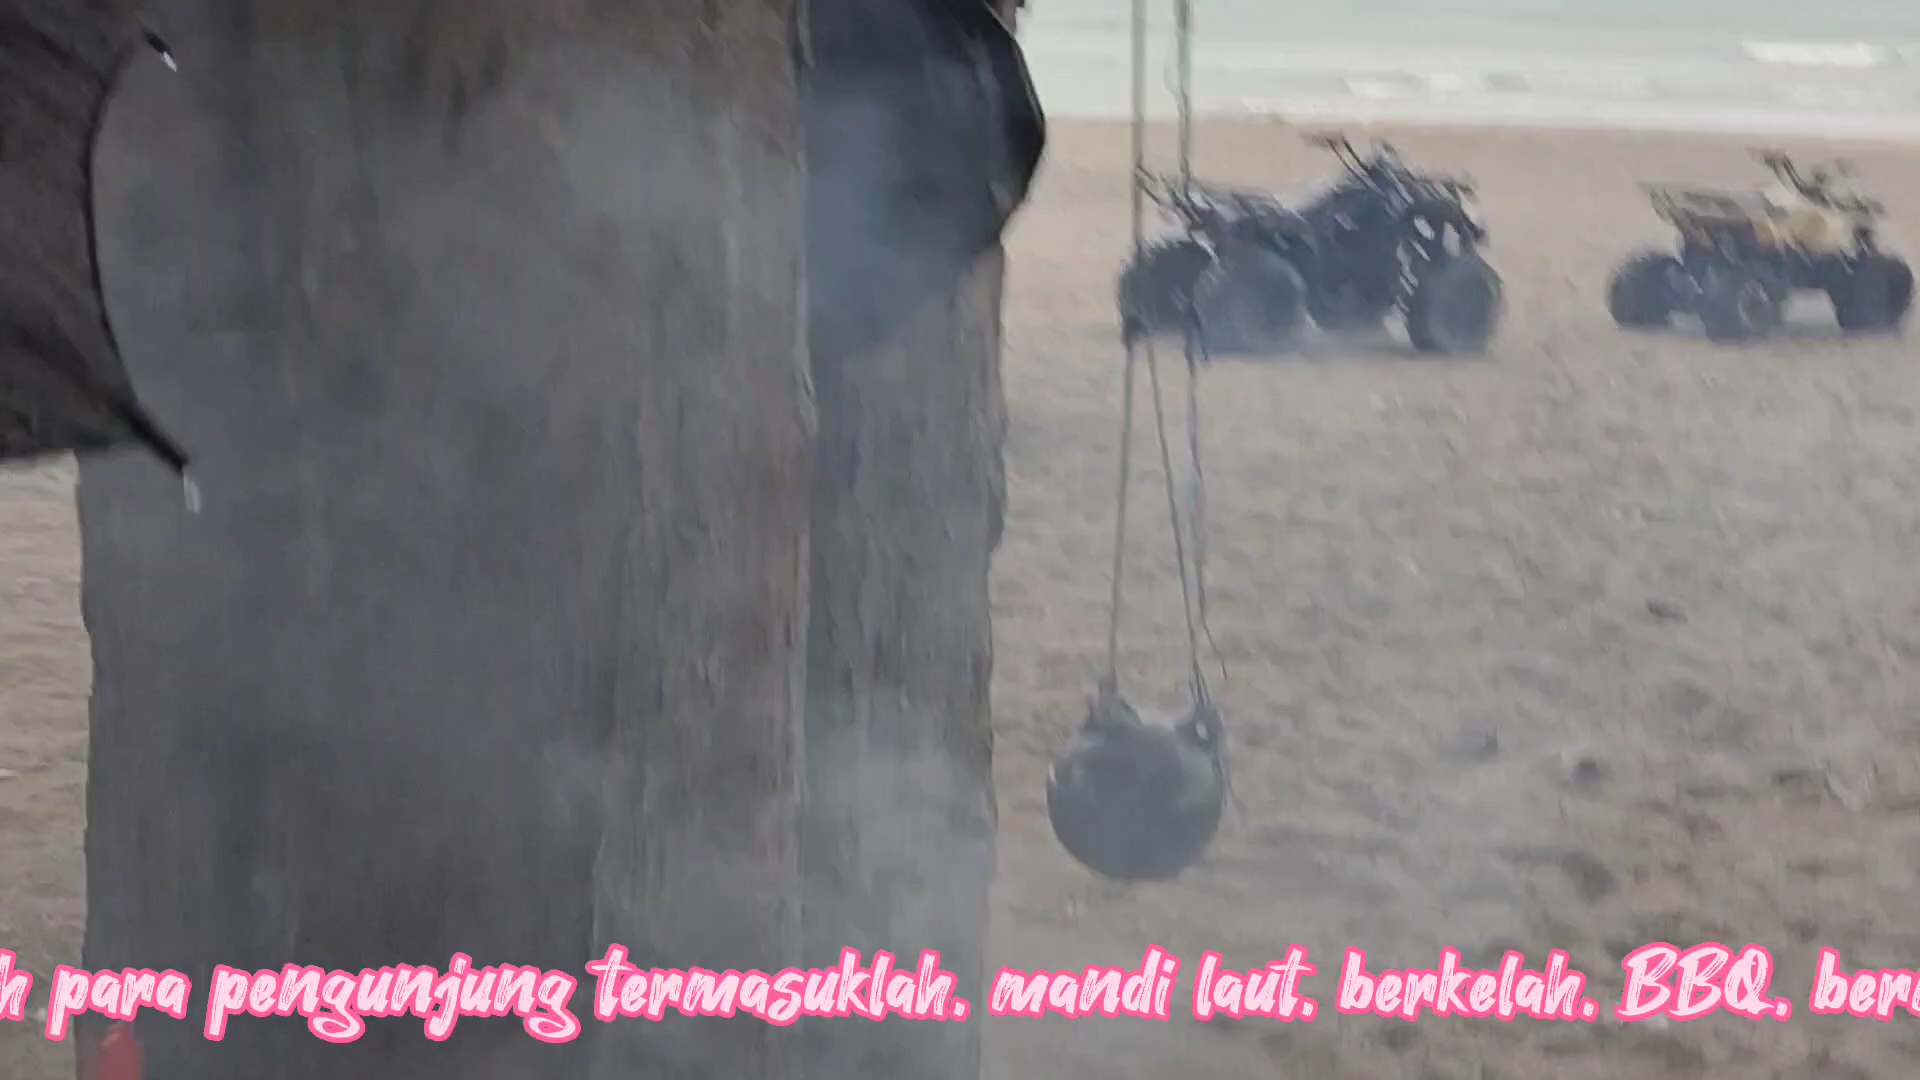 para pengunjung termasuklah, mandi laut, berkelah, BBQ,